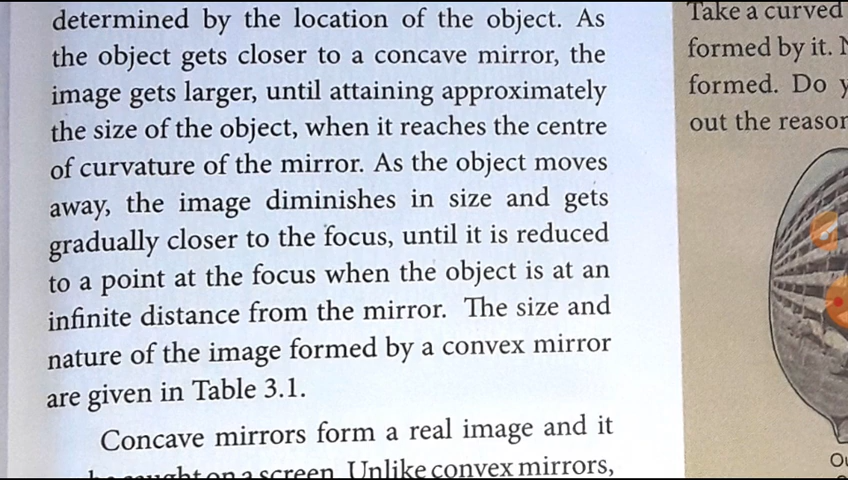 determined by the location of the object. As
the object gets closer to a concave mirror, the
image gets larger, until attaining approximately
the size of the object, when it reaches the centre
of curvature of the mirror. As the object moves
away, the image diminishes in size and gets
gradually closer to the focus, until it is reduced
to a point at the focus when the object is at an
infinite distance from the mirror. The size and
nature of the image formed by a convex mirror
are given in Table 3.1.
Concave mirrors form a real image and it
on a screen. Unlike convex mirrors,
Take a curved
formed by it.
formed. Do
out the reason